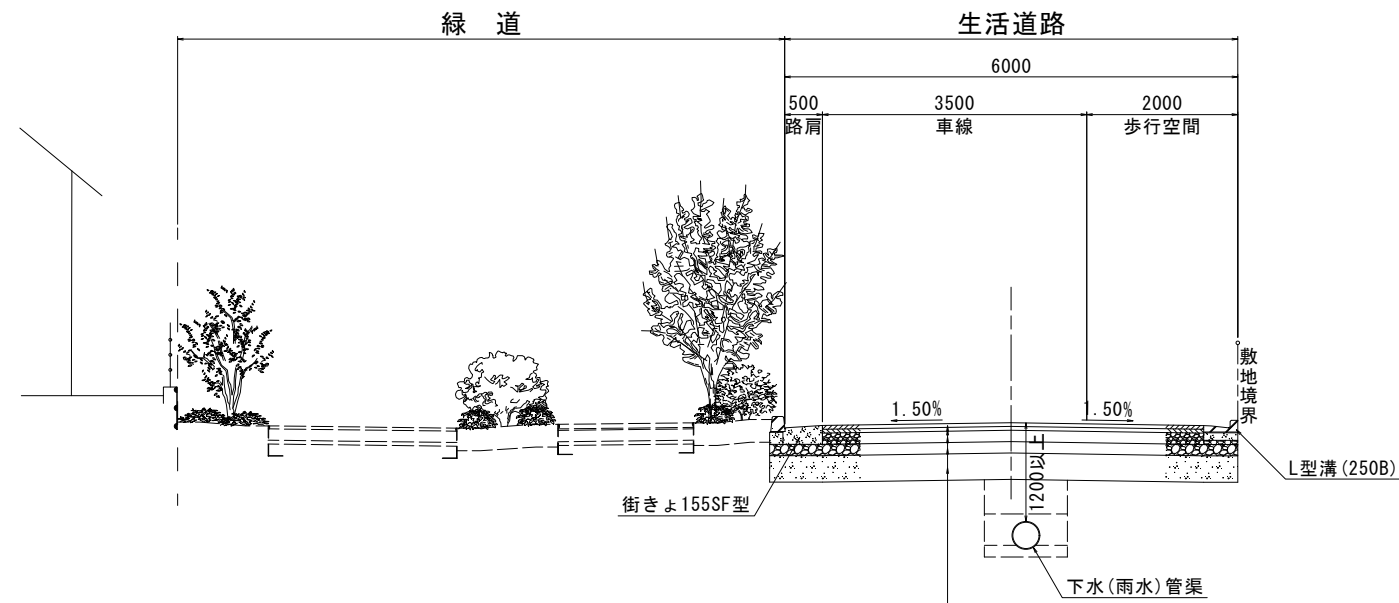 緑 道
生活道路
6000
500
3500
2000
路肩
車線
歩行空間
敷地境界
1.50%
1.50%
1200以上
L型溝(250B)
街きょ155SF型
下水(雨水)管渠